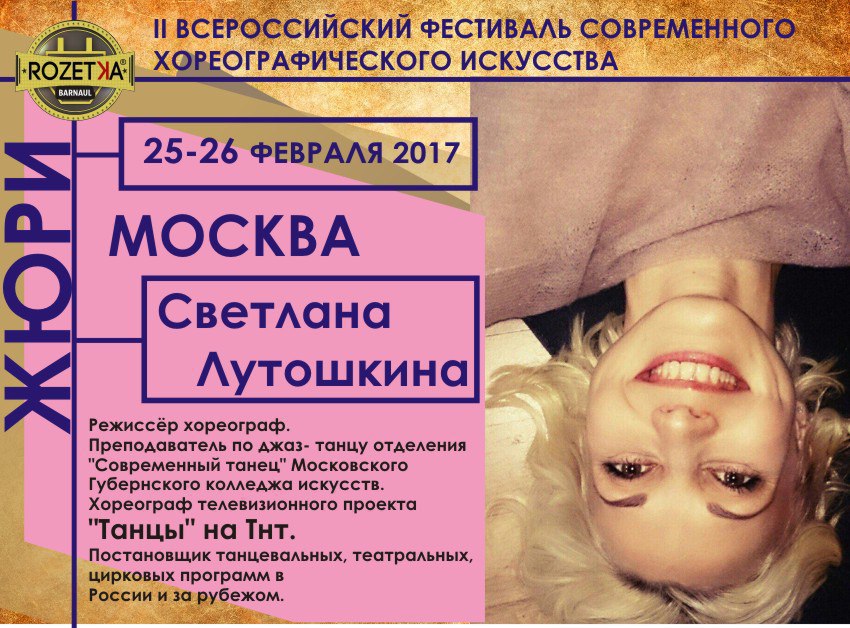 II ВСЕРОССИЙСКИЙ ФЕСТИВАЛЬ СОВРЕМЕННОГО
ХОРЕОГРАФИЧЕСКОГО ИСКУССТВА
ROZETKA®
BARNAUL
ЖЮРИ
25-26 ФЕВРАЛЯ 2017
МОСКВА
Светлана
Лутошкина
Режиссёр хореограф.
Преподаватель по джаз- танцу отделения
"Современный танец" Московского
Губернского колледжа искусств.
Хореограф телевизионного проекта
"Танцы" на Тнт.
Постановщик танцевальных, театральных,
цирковых программ в
России и за рубежом.